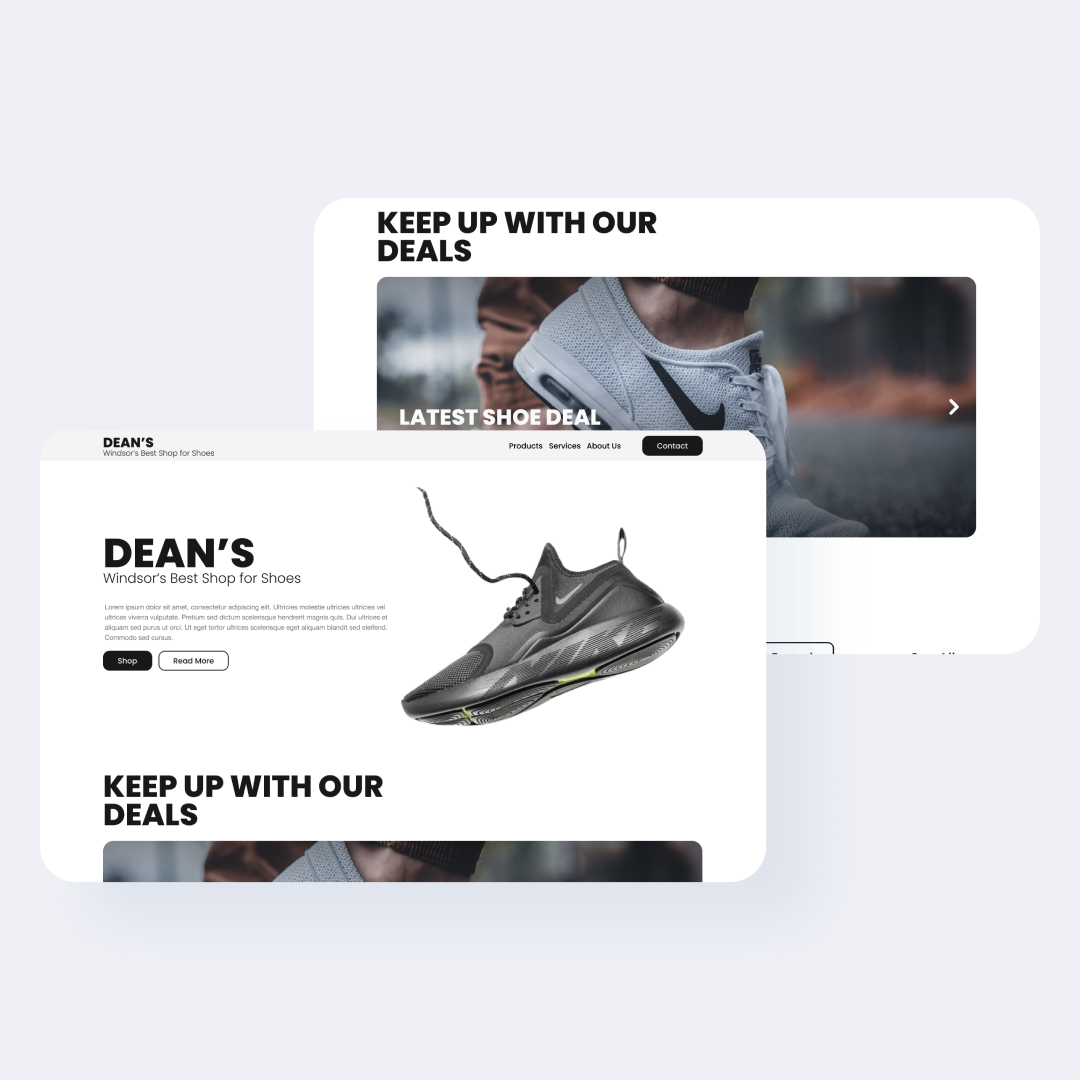 KEEP UP WITH OUR
DEALS
LATEST SHOE DEAL
DEAN’S
Windsor’s Best Shop for Shoes
Products Services About Us Contact
DEAN’S
Windsor’s Best Shop for Shoes
Lorem ipsum dolor sit amet, consectetur adipiscing elit. Ultricies molestie ultricies ultricies vel
ultrices viverra vulputate. Pretium sed dictum scelerisque hendrerit magnis quis. Dui ultrices et
aliquam sed purus ut orci. Ut eget tortor ultrices scelerisque eget aliquam blandit sed eleifend.
Commodo sed cursus.
Shop Read More
KEEP UP WITH OUR
DEALS